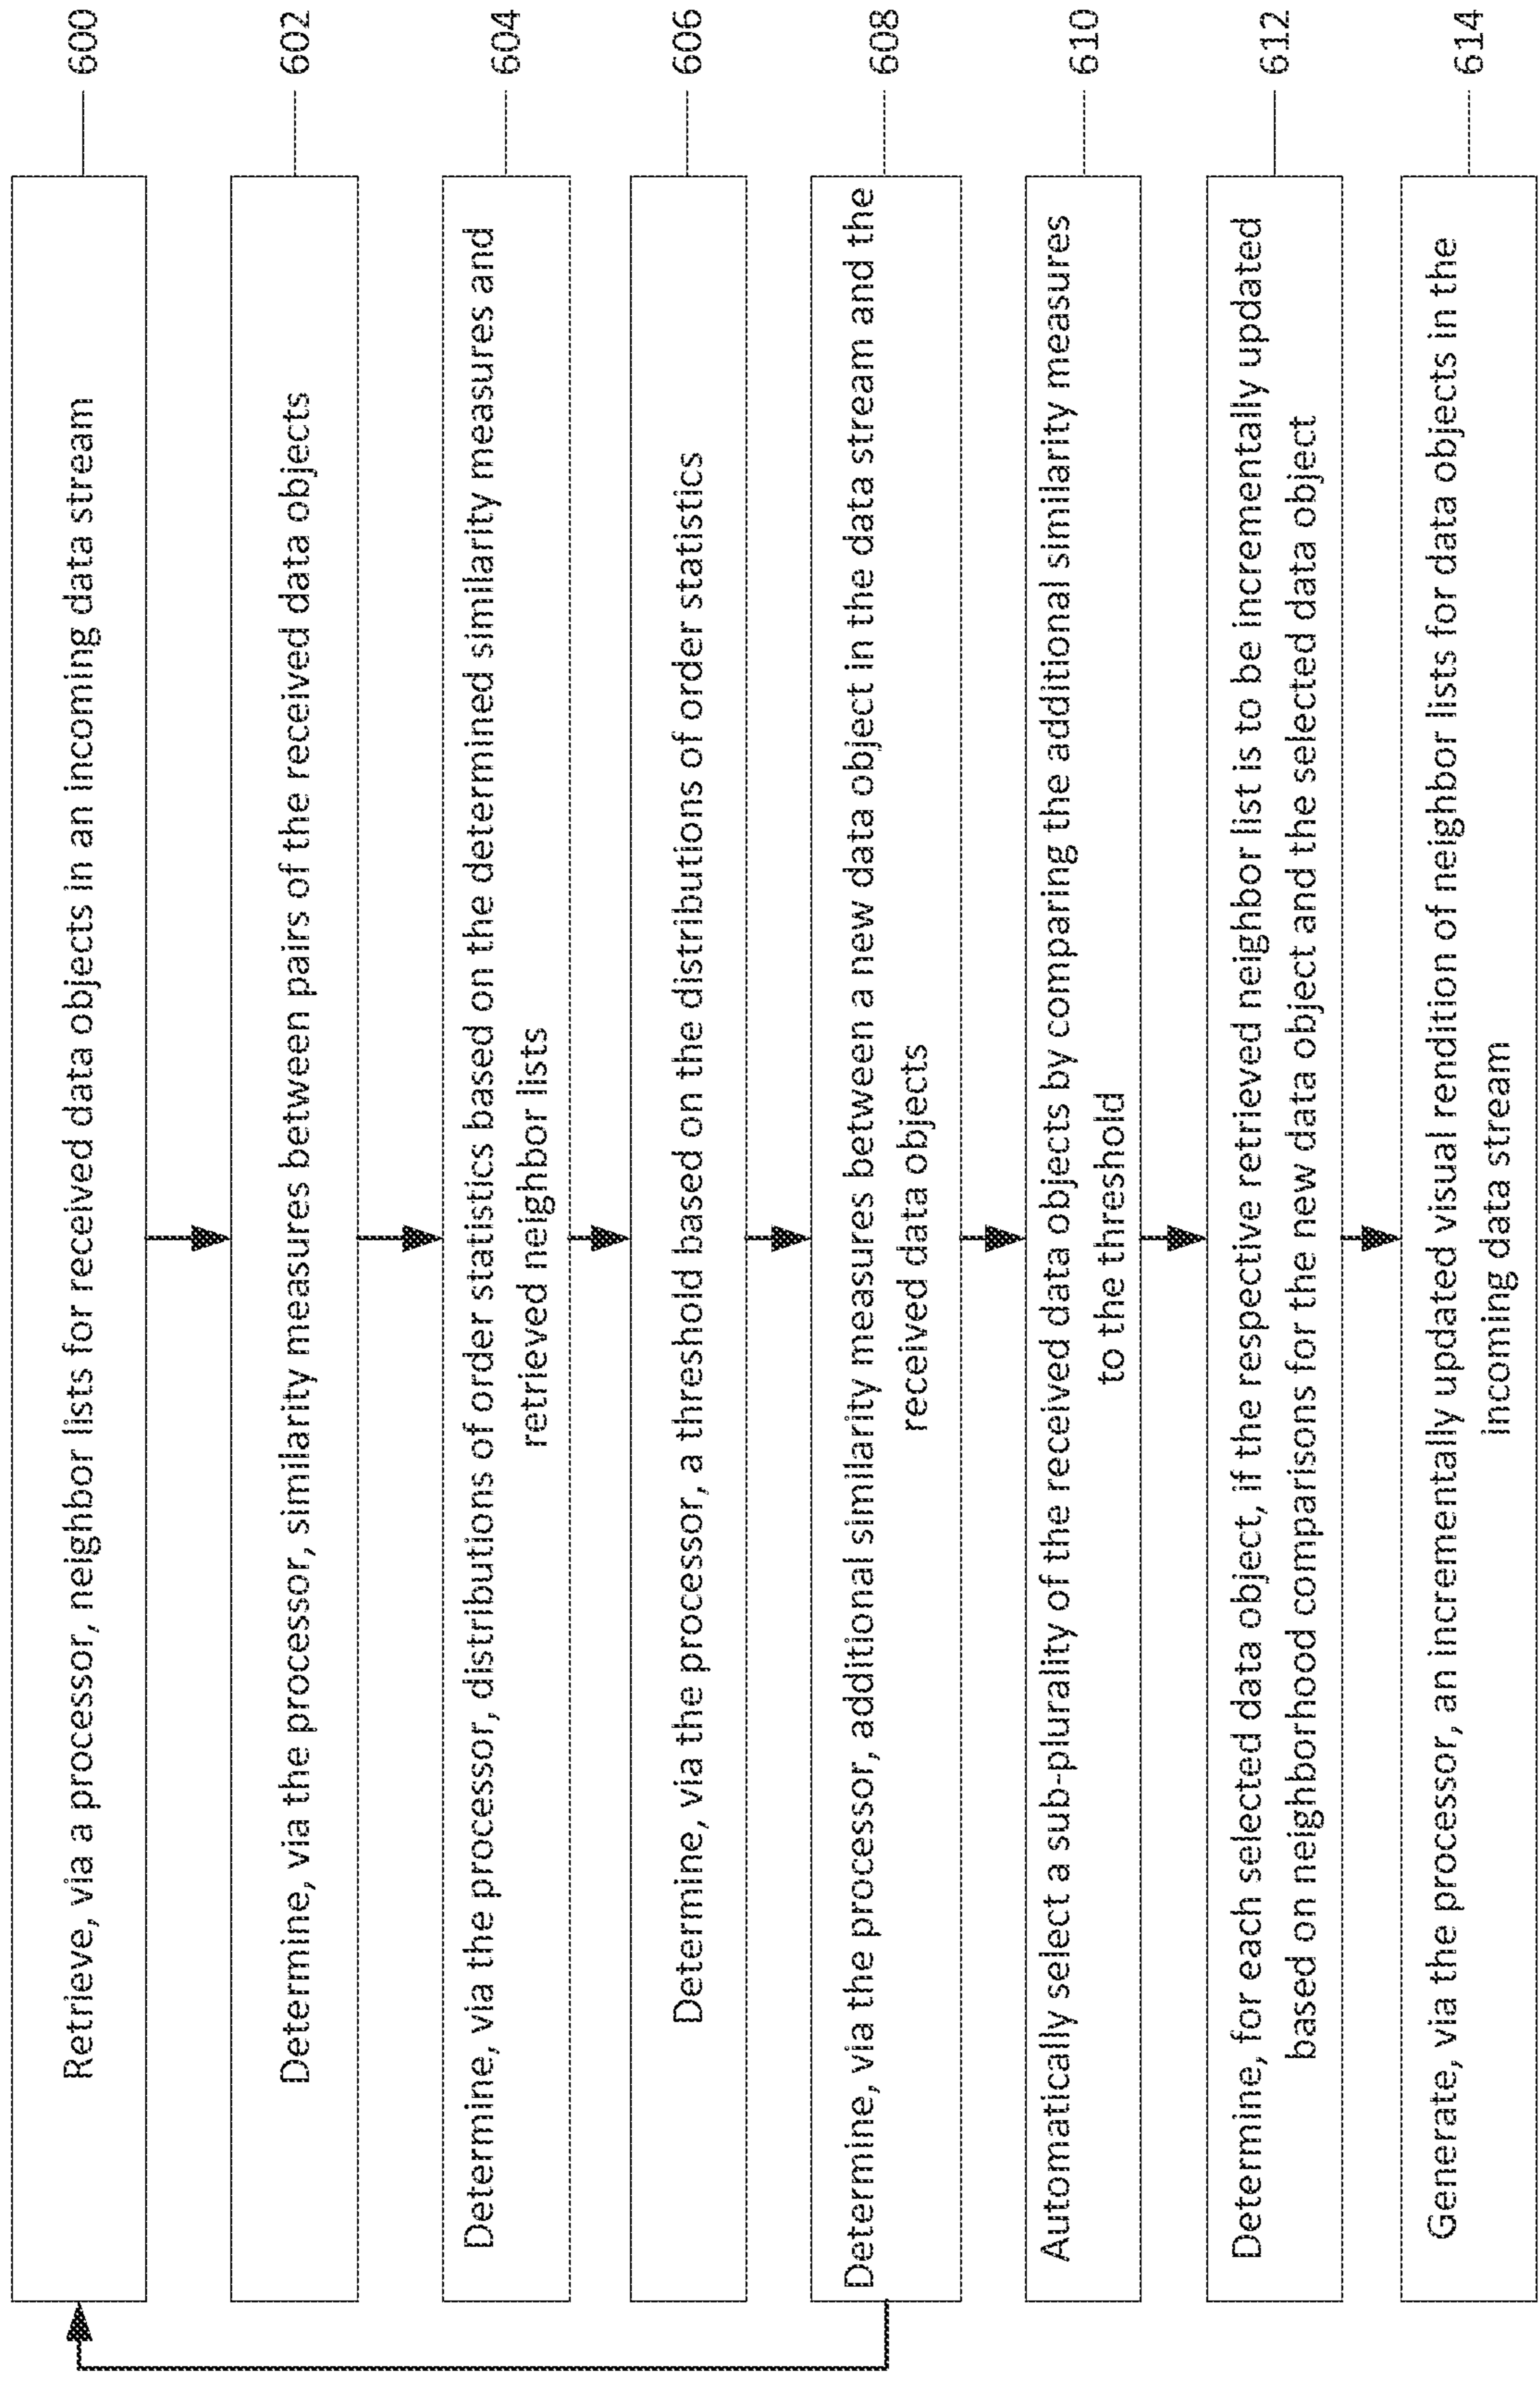 Retrieve, via a processor, neighbor lists for received data objects in an incoming data stream
600
Determine, via the processor, similarity measures between pairs of the received data objects
602
Determine, via the processor, distributions of order statistics based on the determined similarity measures and
retrieved neighbor lists
604
Determine, via the processor, a threshold based on the distributions of order statistics
606
Determine, via the processor, additional similarity measures between a new data object in the data stream and the
received data objects
608
Automatically select a sub-plurality of the received data objects by comparing the additional similarity measures
to the threshold
610
Determine, for each selected data object, if the respective retrieved neighbor list is to be incrementally updated
based on neighborhood comparisons for the new data object and the selected data object
612
Generate, via the processor, an incrementally updated visual rendition of neighbor lists for data objects in the
incoming data stream
614